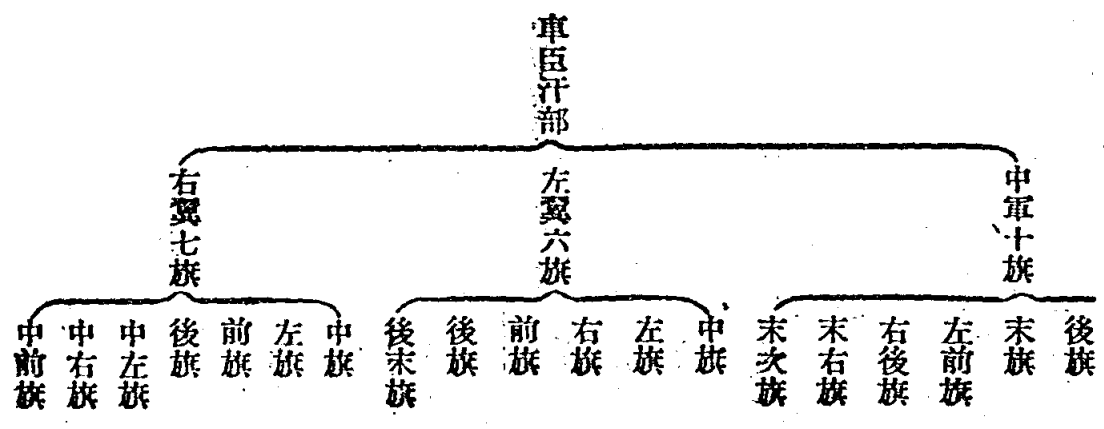 車臣汗部
中軍十旗
後旗
末旗
左前旗
右後旗
末右旗
末次旗
左翼六旗
中旗
左旗
右旗
前旗
後旗
後末旗
右翼七旗
中旗
左旗
前旗
後旗
中左旗
中右旗
中前旗